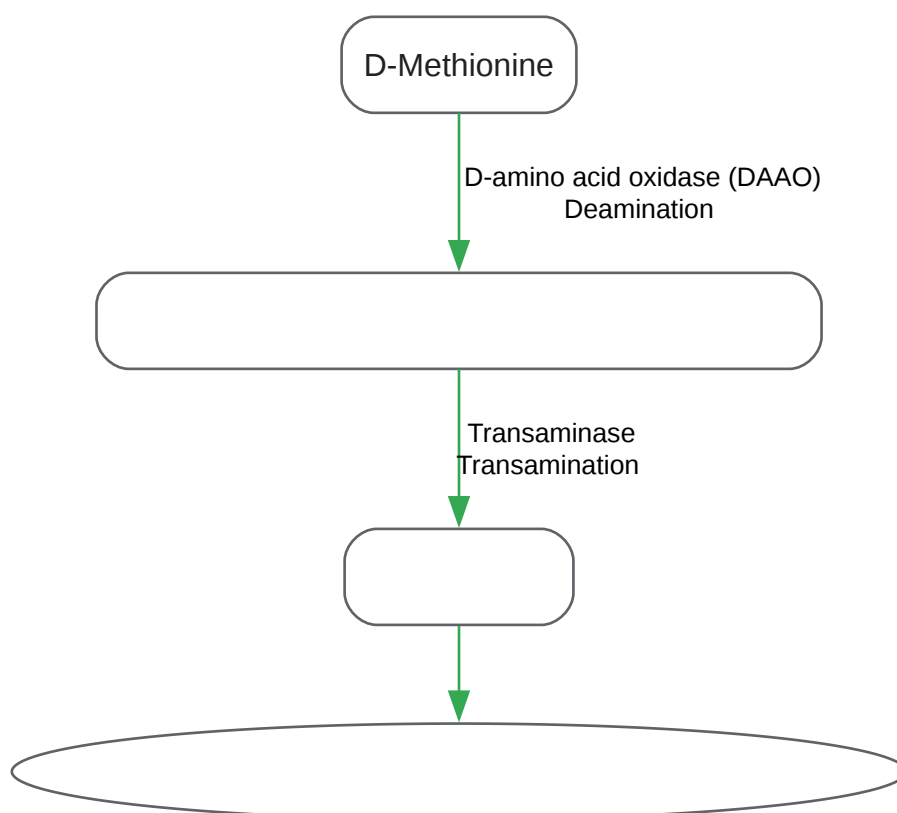 D-Methionine
D-amino acid oxidase (DAAO)
Deamination
Transaminase
Transamination